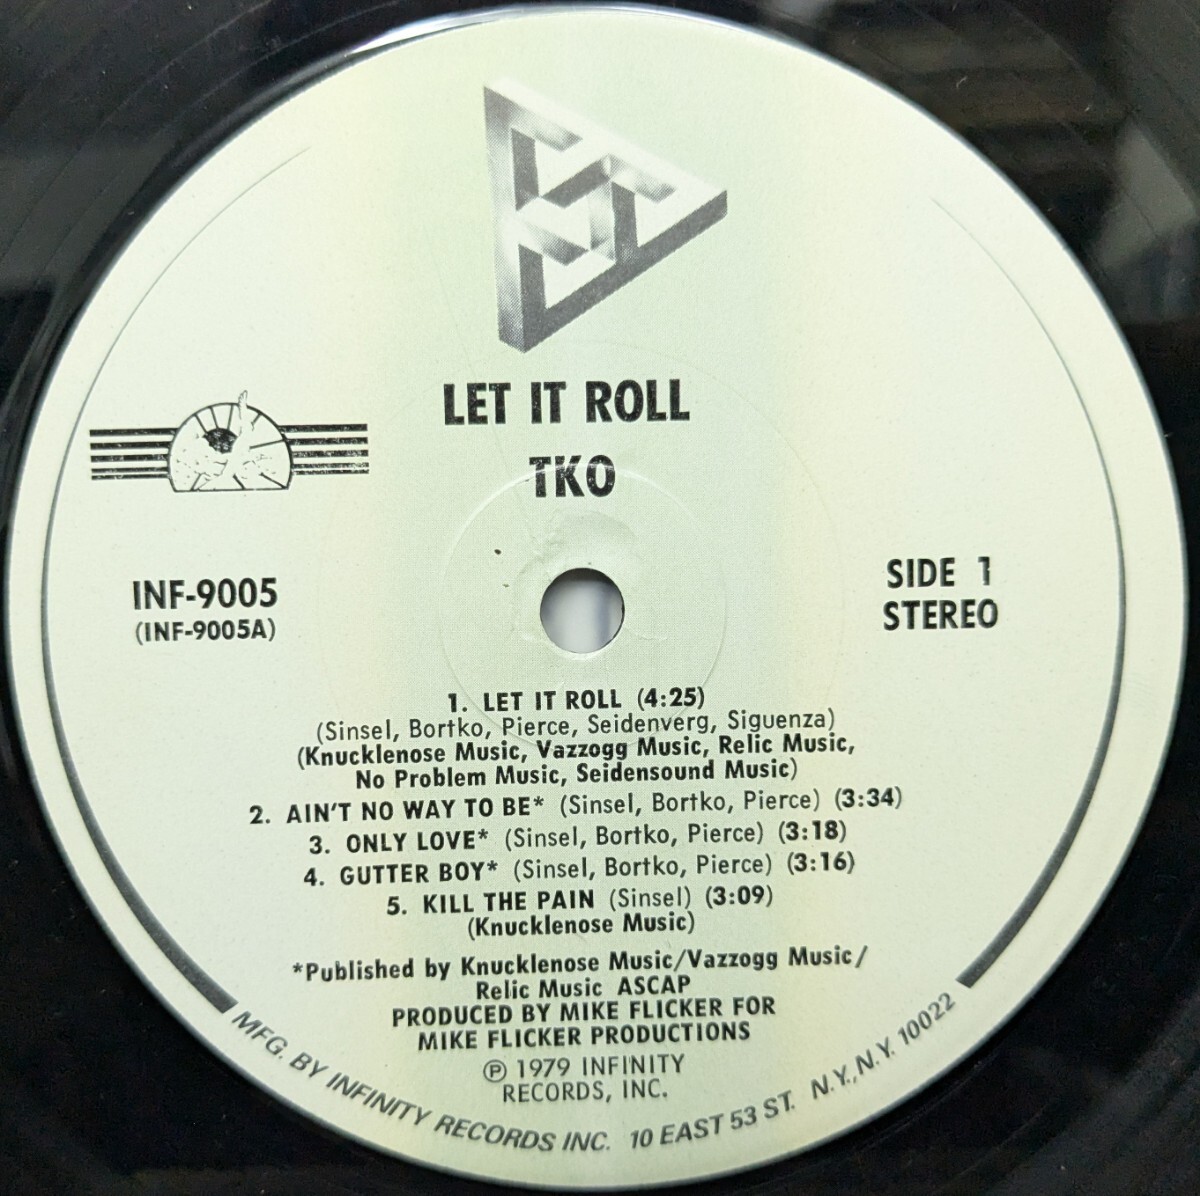 LET IT ROLL
TKO
INF-9005
(INF-9005A)
SIDE 1
STEREO
1. LET IT ROLL (4:25)
(Sinsel, Bortko, Pierce, Seidenverg, Siguenza)
(Knucklenose Music, Vazzogg Music, Relic Music,
No Problem Music, Seidensound Music)
2. AIN'T NO WAY TO BE* (Sinsel, Bortko, Pierce) (3:34)
3. ONLY LOVE* (Sinsel, Bortko, Pierce) (3:18)
4. GUTTER BOY* (Sinsel, Bortko, Pierce) (3:16)
5. KILL THE PAIN (Sinsel) (3:09)
(Knucklenose Music)
*Published by Knucklenose Music/Vazzogg Music/
Relic Music ASCAP
PRODUCED BY MIKE FLICKER FOR
MIKE FLICKER PRODUCTIONS
℗ 1979 INFINITY
RECORDS, INC.
MFG. BY INFINITY RECORDS INC. 10 EAST 53 ST. N.Y., N.Y. 10022